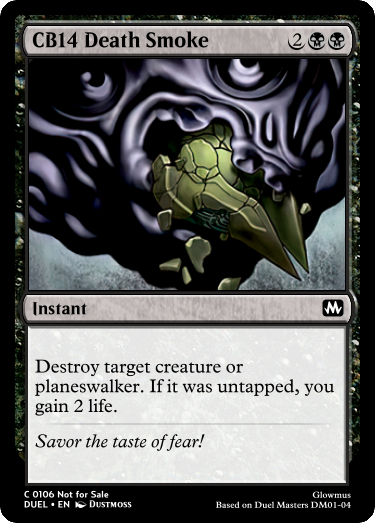 CB14 Death Smoke 2
Instant
Destroy target creature or
planeswalker. If it was untapped, you
gain 2 life.
Savor the taste of fear!
C 0106 Not for Sale
DUEL • EN Dustmoss
Glowmus
Based on Duel Masters DM01-04